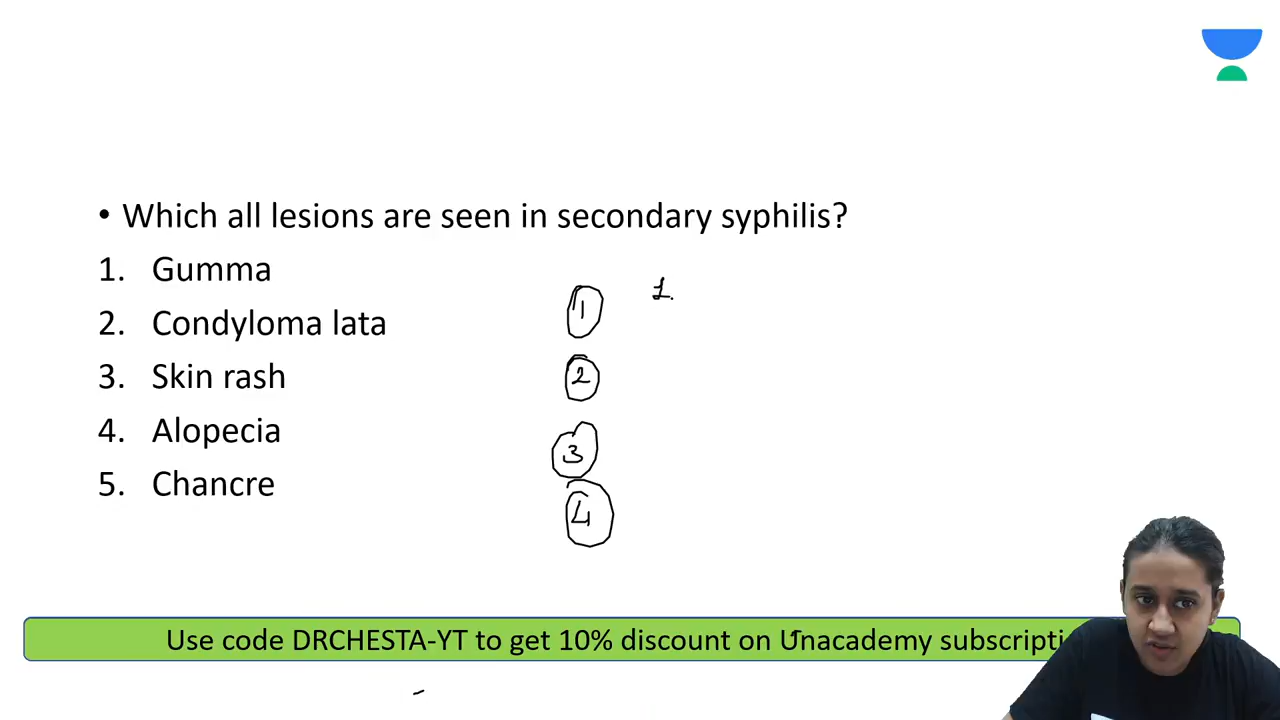 • Which all lesions are seen in secondary syphilis?
1. Gumma
2. Condyloma lata
3. Skin rash
4. Alopecia
5. Chancre
1
1.
2
3
4
Use code DRCHESTA-YT to get 10% discount on Unacademy